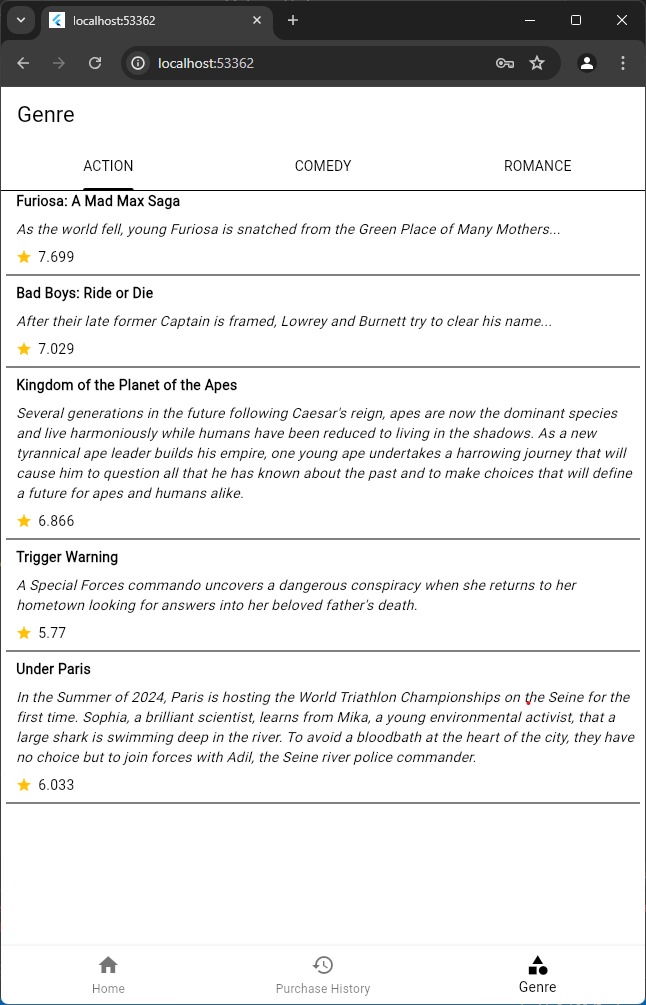 localhost:53362
localhost:53362
Genre
ACTION COMEDY ROMANCE
Furiosa: A Mad Max Saga
As the world fell, young Furiosa is snatched from the Green Place of Many Mothers...
7.699
Bad Boys: Ride or Die
After their late former Captain is framed, Lowrey and Burnett try to clear his name...
7.029
Kingdom of the Planet of the Apes
Several generations in the future following Caesar's reign, apes are now the dominant species
and live harmoniously while humans have been reduced to living in the shadows. As a new
tyrannical ape leader builds his empire, one young ape undertakes a harrowing journey that will
cause him to question all that he has known about the past and to make choices that will define
a future for apes and humans alike.
6.866
Trigger Warning
A Special Forces commando uncovers a dangerous conspiracy when she returns to her
hometown looking for answers into her beloved father's death.
5.77
Under Paris
In the Summer of 2024, Paris is hosting the World Triathlon Championships on the Seine for the
first time. Sophia, a brilliant scientist, learns from Mika, a young environmental activist, that a
large shark is swimming deep in the river. To avoid a bloodbath at the heart of the city, they have
no choice but to join forces with Adil, the Seine river police commander.
6.033
Home Purchase History Genre